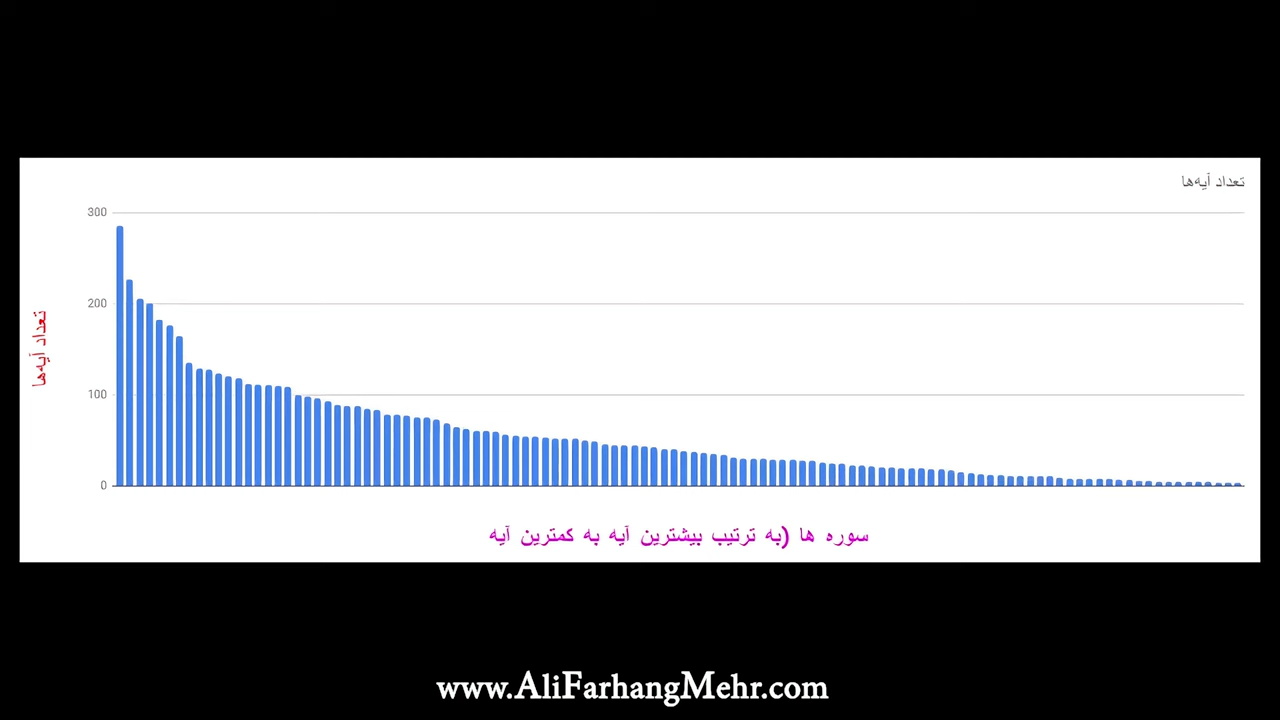 تعداد آیه‌ها
300
200
100
0
تعداد آیه‌ها
سوره ها (به ترتیب بیشترین آیه به کمترین آیه
www.AliFarhangMehr.com